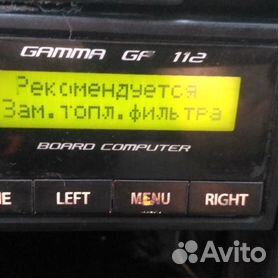 GAMMA GF 112
Рекомендуется
Зам.топл.фильтра
BOARD COMPUTER
LEFT
MENU
RIGHT
Avito